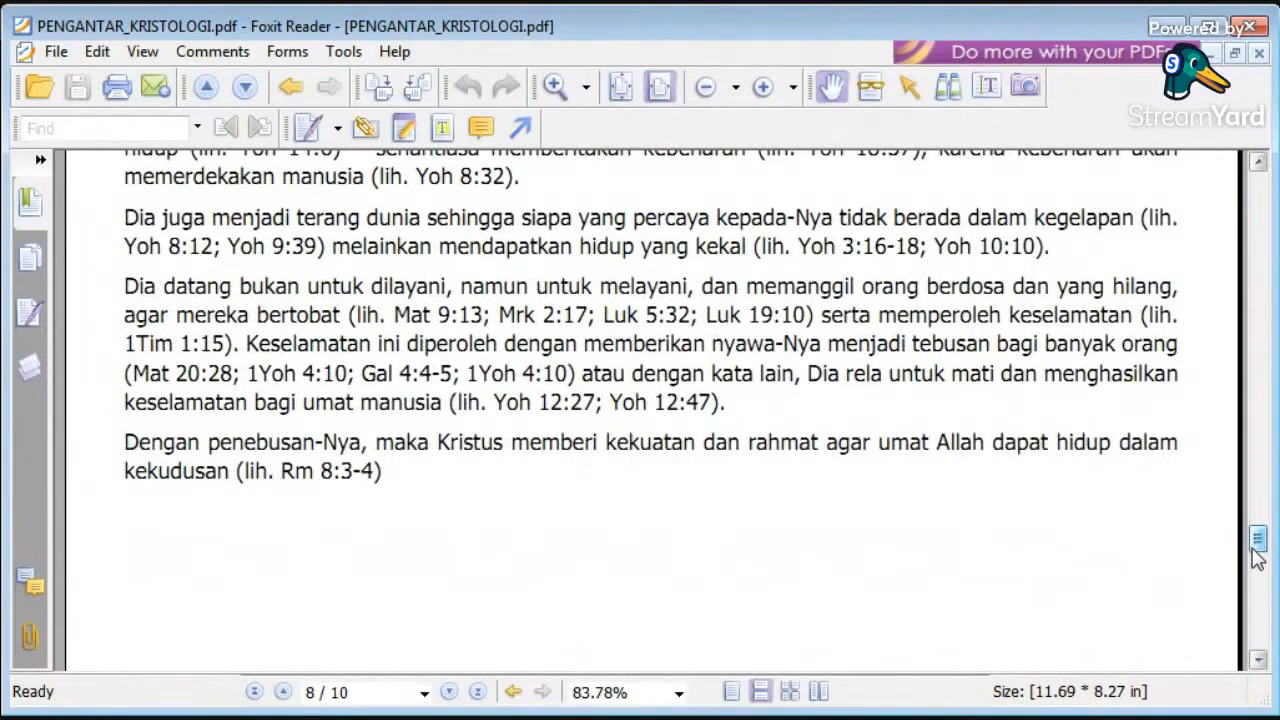 PENGANTAR_KRISTOLOGI.pdf - Foxit Reader - [PENGANTAR_KRISTOLOGI.pdf]
Powered by
File Edit View Comments Forms Tools Help
Do more with your PDF
StreamYard
Find
memerdekakan manusia (lih. Yoh 8:32).
Dia juga menjadi terang dunia sehingga siapa yang percaya kepada-Nya tidak berada dalam kegelapan (lih.
Yoh 8:12; Yoh 9:39) melainkan mendapatkan hidup yang kekal (lih. Yoh 3:16-18; Yoh 10:10).
Dia datang bukan untuk dilayani, namun untuk melayani, dan memanggil orang berdosa dan yang hilang,
agar mereka bertobat (lih. Mat 9:13; Mrk 2:17; Luk 5:32; Luk 19:10) serta memperoleh keselamatan (lih.
1Tim 1:15). Keselamatan ini diperoleh dengan memberikan nyawa-Nya menjadi tebusan bagi banyak orang
(Mat 20:28; 1Yoh 4:10; Gal 4:4-5; 1Yoh 4:10) atau dengan kata lain, Dia rela untuk mati dan menghasilkan
keselamatan bagi umat manusia (lih. Yoh 12:27; Yoh 12:47).
Dengan penebusan-Nya, maka Kristus memberi kekuatan dan rahmat agar umat Allah dapat hidup dalam
kekudusan (lih. Rm 8:3-4)
Ready 8 / 10 83.78% Size: [11.69 * 8.27 in]